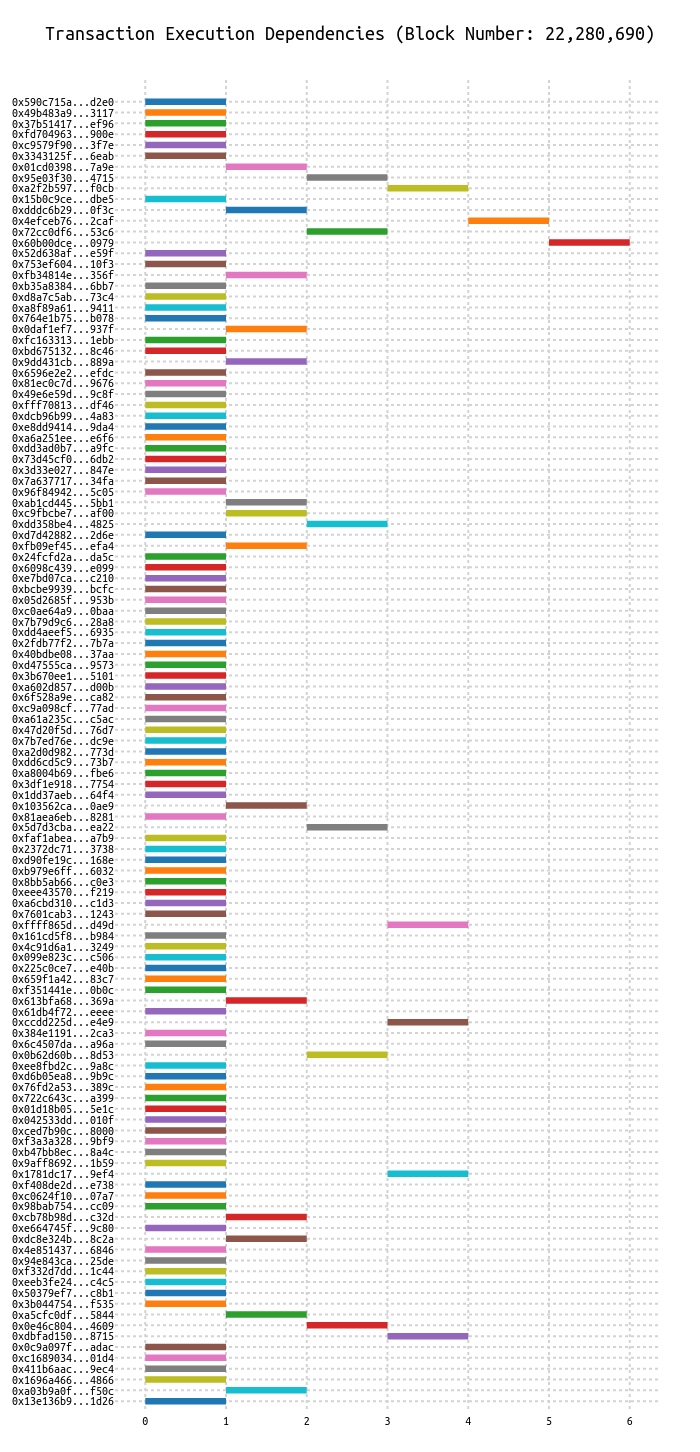 Transaction Execution Dependencies (Block Number: 22,280,690)
0x590c715a...d2e0
0x49b483a9...3117
0x37b51417...ef96
0xfd704963...900e
0xc9579f90...3f7e
0x3343125f...6eab
0x01cd0398...7a9e
0x95e03f30...4715
0xa2f2b597...f0cb
0x15b0c9ce...dbe5
0xdddc6b29...0f3c
0x4efceb76...2caf
0x72cc0df6...53c6
0x60b00dce...0979
0x52d638af...e59f
0x753ef604...10f3
0xfb34814e...356f
0xb35a8384...6bb7
0xd8a7c5ab...73c4
0xa8f89a61...9411
0x764e1b75...b078
0x0daf1ef7...937f
0xfc163313...1ebb
0xbd675132...8c46
0x9dd431cb...889a
0x6596e2e2...efdc
0x81ec0c7d...9676
0x49e6e59d...9c8f
0xfff70813...df46
0xdcb96b99...4a83
0xe8dd9414...9da4
0xa6a251ee...e6f6
0xdd3ad0b7...a9fc
0x73d45cf0...6db2
0x3d33e027...847e
0x7a637717...34fa
0x96f84942...5c05
0xab1cd445...5bb1
0xc9fbcbe7...af00
0xdd358be4...4825
0xd7d42882...2d6e
0xfb09ef45...efa4
0x24fcfd2a...da5c
0x6098c439...e099
0xe7bd07ca...c210
0xbcbe9939...bcfc
0x05d2685f...953b
0xc0ae64a9...0baa
0x7b79d9c6...28a8
0xdd4aeef5...6935
0x2fdb77f2...7b7a
0x40bdbe08...37aa
0xd47555ca...9573
0x3b670ee1...5101
0xa602d857...d00b
0x6f528a9e...ca82
0xc9a098cf...77ad
0xa61a235c...c5ac
0x47d20f5d...76d7
0x7b7ed76e...dc9e
0xa2d0d982...773d
0xdd6cd5c9...73b7
0xa8004b69...fbe6
0x3df1e918...7754
0x1dd37aeb...64f4
0x103562ca...0ae9
0x81aea6eb...8281
0x5d7d3cba...ea22
0xfaf1abea...a7b9
0x2372dc71...3738
0xd90fe19c...168e
0xb979e6ff...6032
0x8bb5ab66...c0e3
0xeee43570...f219
0xa6cbd310...c1d3
0x7601cab3...1243
0xffff865d...d49d
0x161cd5f8...b984
0x4c91d6a1...3249
0x099e823c...c506
0x225c0ce7...e40b
0x659f1a42...83c7
0xf351441e...0b0c
0x613bfa68...369a
0x61db4f72...eeee
0xccdd225d...e4e9
0x384e1191...2ca3
0x6c4507da...a96a
0x0b62d60b...8d53
0xee8fbd2c...9a8c
0xd6b05ea8...9b9c
0x76fd2a53...389c
0x722c643c...a399
0x01d18b05...5e1c
0x042533dd...010f
0xced7b90c...8000
0xf3a3a328...9bf9
0xb47bb8ec...8a4c
0x9aff8692...1b59
0x1781dc17...9ef4
0xf408de2d...e738
0xc0624f10...07a7
0x98bab754...cc09
0xcb78b98d...c32d
0xe664745f...9c80
0xdc8e324b...8c2a
0x4e851437...6846
0x94e843ca...25de
0xf332d7dd...1c44
0xeeb3fe24...c4c5
0x50379ef7...c8b1
0x3b044754...f535
0xa5cfc0df...5844
0x0e46c804...4609
0xdbfad150...8715
0x0c9a097f...adac
0xc1689034...01d4
0x411b6aac...9ec4
0x1696a466...4866
0xa03b9a0f...f50c
0x13e136b9...1d26
0 1 2 3 4 5 6